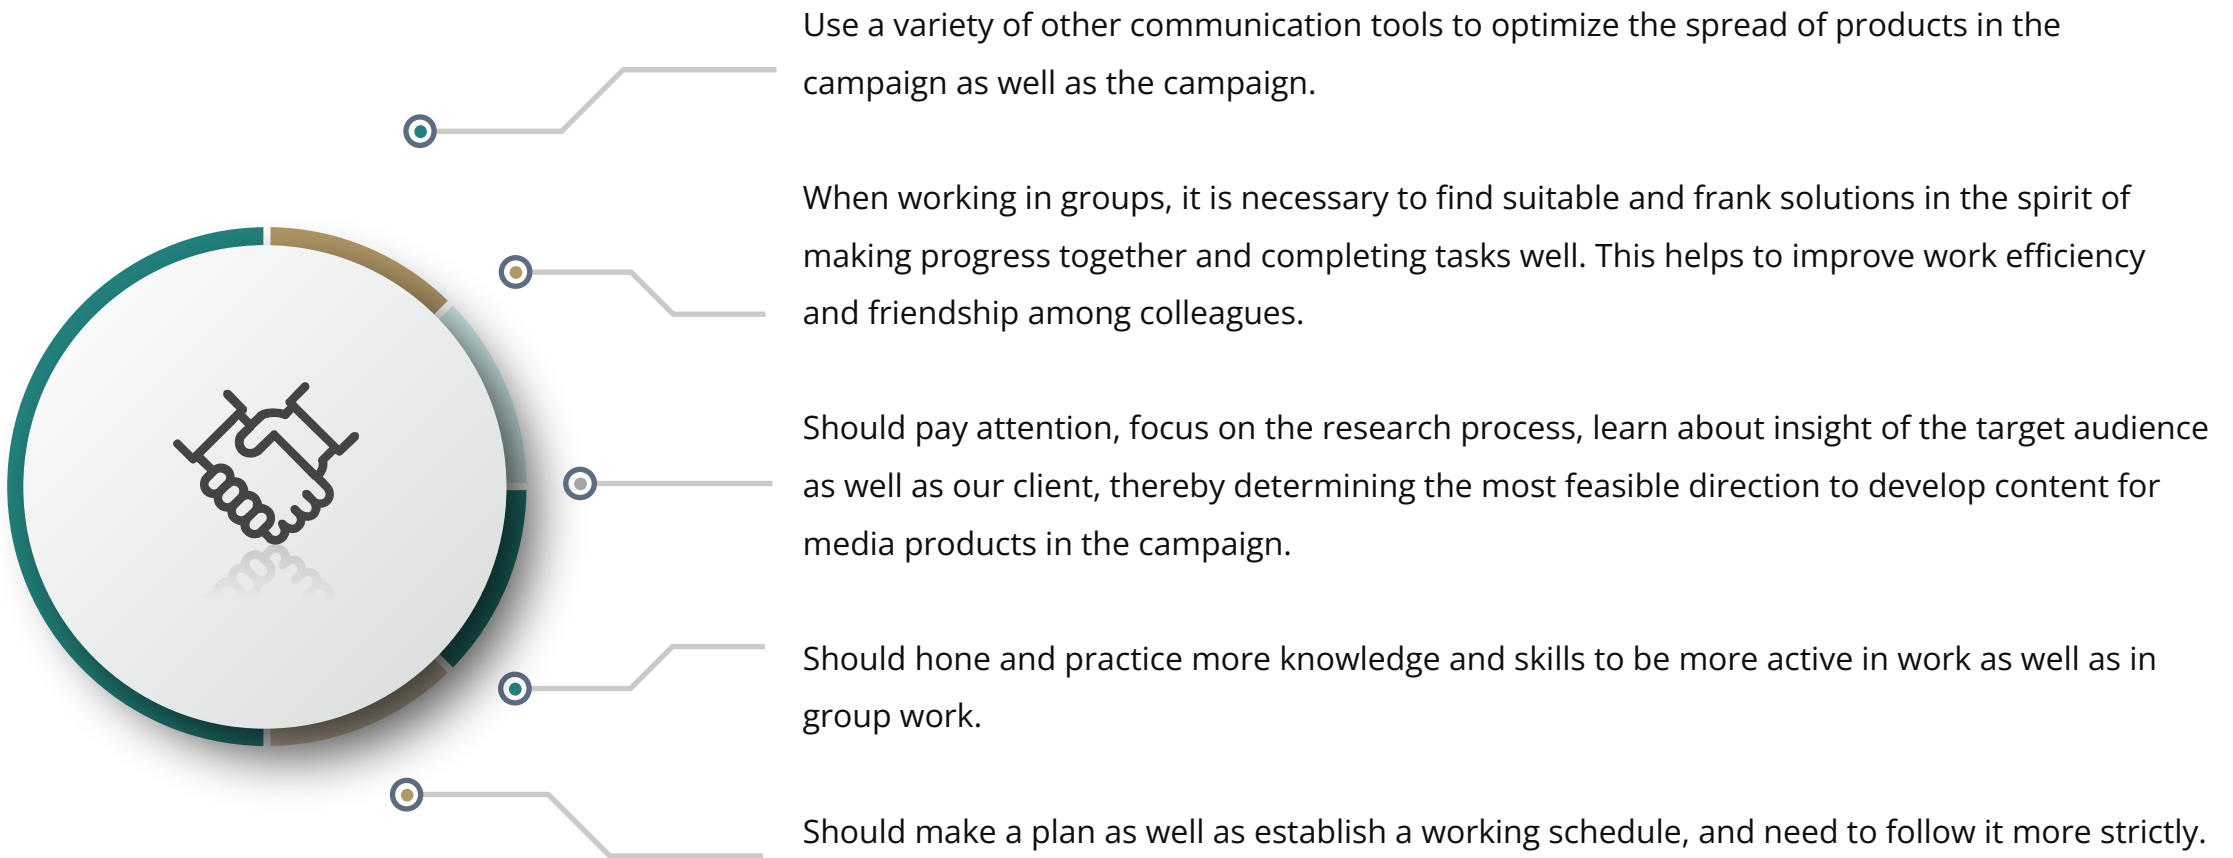 Use a variety of other communication tools to optimize the spread of products in the
campaign as well as the campaign.
When working in groups, it is necessary to find suitable and frank solutions in the spirit of
making progress together and completing tasks well. This helps to improve work efficiency
and friendship among colleagues.
Should pay attention, focus on the research process, learn about insight of the target audience
as well as our client, thereby determining the most feasible direction to develop content for
media products in the campaign.
Should hone and practice more knowledge and skills to be more active in work as well as in
group work.
Should make a plan as well as establish a working schedule, and need to follow it more strictly.